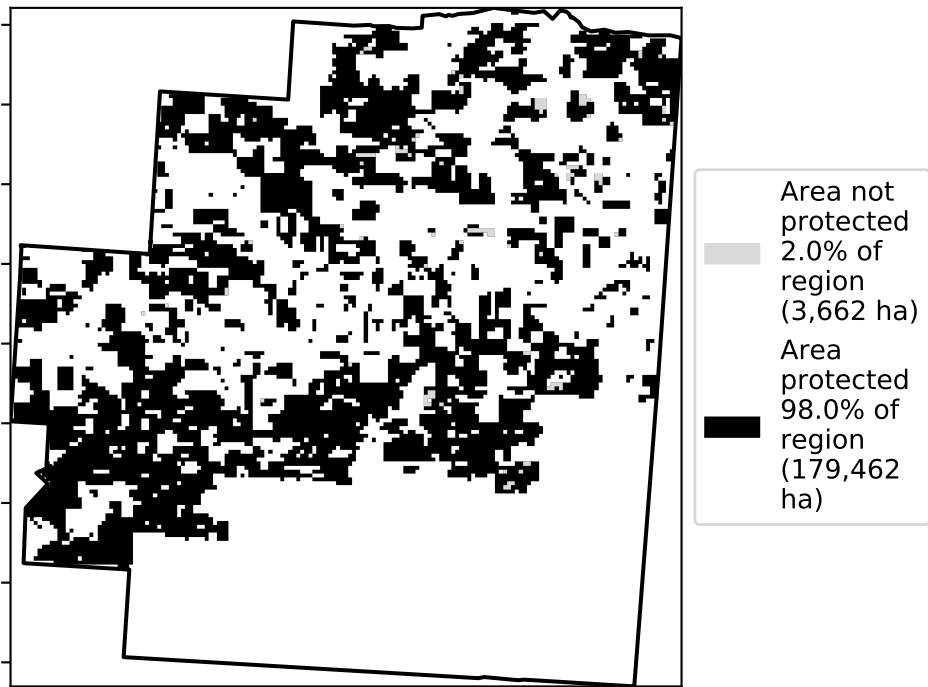 Area not
protected
2.0% of
region
(3,662 ha)
Area
protected
98.0% of
region
(179,462
ha)